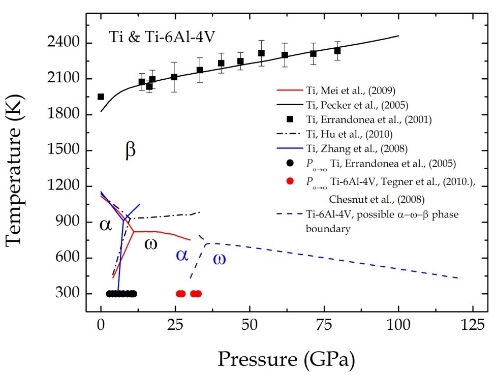 Ti & Ti-6Al-4V
2400
2100
1800
1500
1200
900
600
300
Temperature (K)
Ti, Mei et al., (2009)
Ti, Pecker et al., (2005)
Ti, Errandonea et al., (2001)
Ti, Hu et al., (2010)
Ti, Zhang et al., (2008)
Pα→ω Ti, Errandonea et al., (2005)
Pα→ω Ti-6Al-4V, Tegner et al., (2010.),
Chesnut et al., (2008)
Ti-6Al-4V, possible α−ω−β phase
boundary
β
α
ω
α
ω
0 25 50 75 100 125
Pressure (GPa)